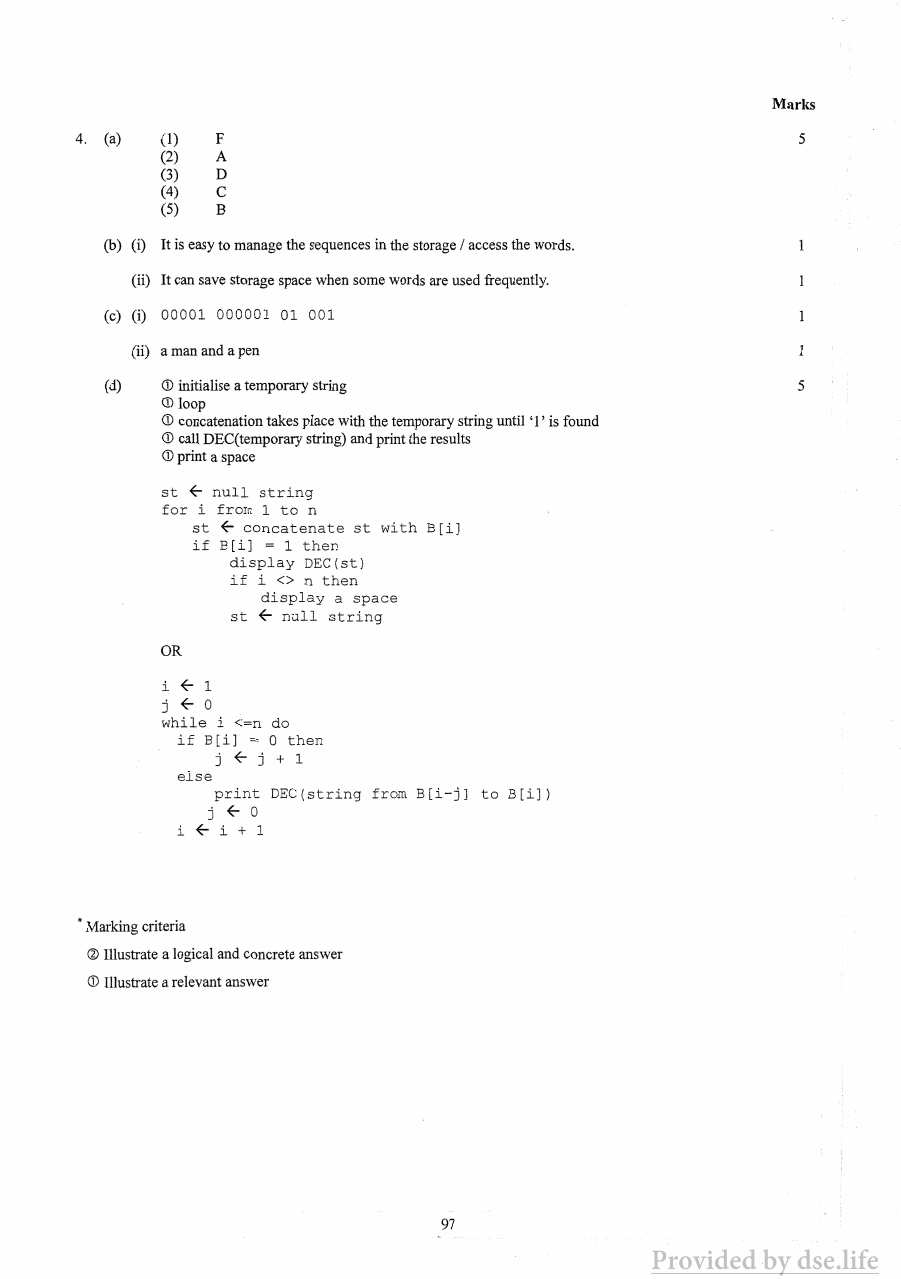 Marks
4. (a) (1) F 5
(2) A
(3) D
(4) C
(5) B
(b) (i) It is easy to manage the sequences in the storage / access the words. 1
(ii) It can save storage space when some words are used frequently. 1
(c) (i) 00001 000001 01 001 1
(ii) a man and a pen 1
(d) ① initialise a temporary string 5
① loop
① concatenation takes place with the temporary string until ‘1’ is found
① call DEC(temporary string) and print the results
① print a space
st ← null string
for i from 1 to n
st ← concatenate st with B[i]
if B[i] = 1 then
display DEC(st)
if i <> n then
display a space
st ← null string
OR
i ← 1
j ← 0
while i <=n do
if B[i] = 0 then
j ← j + 1
else
print DEC(string from B[i-j] to B[i])
j ← 0
i ← i + 1
* Marking criteria
② Illustrate a logical and concrete answer
① Illustrate a relevant answer
97
Provided by dse.life